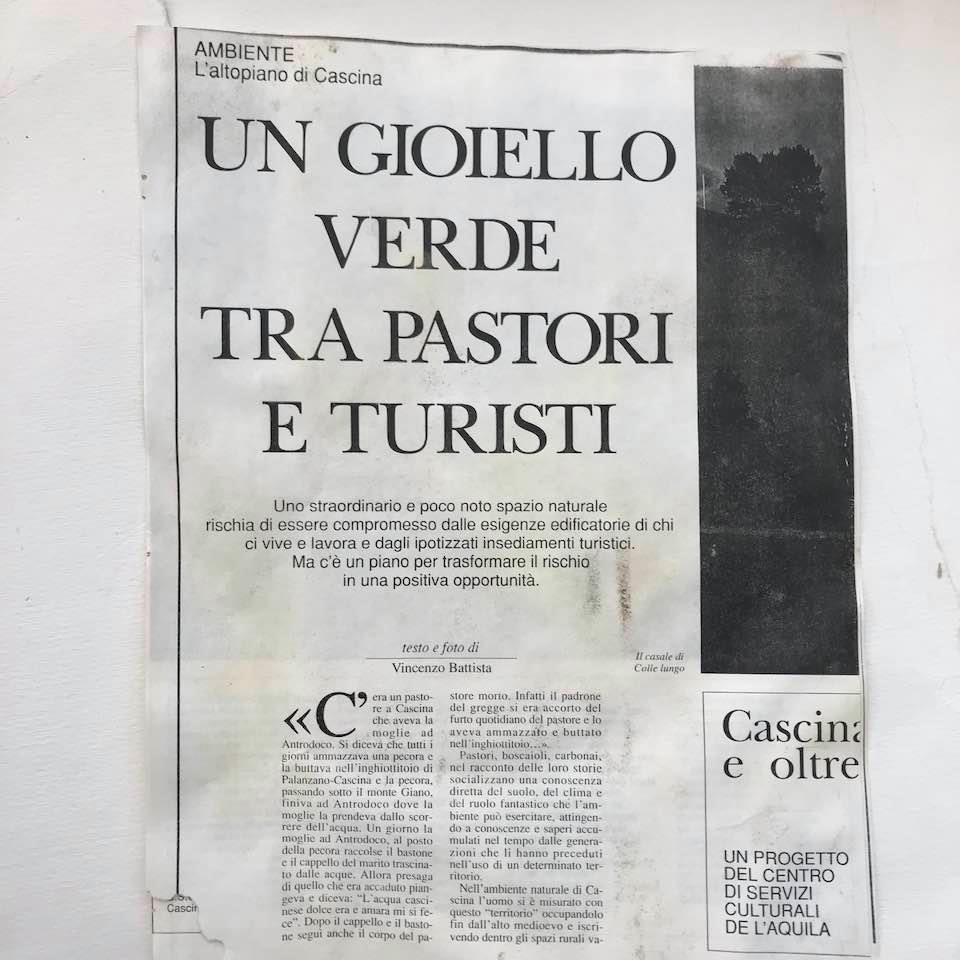 AMBIENTE
L'altopiano di Cascina
UN GIOIELLO
VERDE
TRA PASTORI
E TURISTI
Uno straordinario e poco noto spazio naturale
rischia di essere compromesso dalle esigenze edificatorie di chi
ci vive e lavora e dagli ipotizzati insediamenti turistici.
Ma c'è un piano per trasformare il rischio
in una positiva opportunità.
testo e foto di
Vincenzo Battista
Il casale di
Colle lungo
«C'era un pasto-
re a Cascina
che aveva la
moglie ad
Antrodoco. Si diceva che tutti i
giorni ammazzava una pecora e
la buttava nell'inghiottitoio di
Palanzano-Cascina e la pecora,
passando sotto il monte Giano,
finiva ad Antrodoco dove la
moglie la prendeva dallo scor-
rere dell'acqua. Un giorno la
moglie ad Antrodoco, al posto
della pecora raccolse il bastone
e il cappello del marito trascina-
to dalle acque. Allora presaga
di quello che era accaduto pian-
geva e diceva: "L'acqua casci-
nese dolce era e amara mi si fe-
ce". Dopo il cappello e il basto-
ne seguì anche il corpo del pa-
store morto. Infatti il padrone
del gregge si era accorto del
furto quotidiano del pastore e lo
aveva ammazzato e buttato
nell'inghiottitoio...».
Pastori, boscaioli, carbonai,
nel racconto delle loro storie
socializzano una conoscenza
diretta del suolo, del clima e
del ruolo fantastico che l'am-
biente può esercitare, attingen-
do a conoscenze e saperi accu-
mulati nel tempo dalle genera-
zioni che li hanno preceduti
nell'uso di un determinato ter-
ritorio.
Nell'ambiente naturale di Ca-
scina l'uomo si è misurato con
questo "territorio" occupandolo
fin dall'alto medioevo e iscri-
vendo dentro gli spazi rurali va-
Cascina
e oltre
UN PROGETTO
DEL CENTRO
DI SERVIZI
CULTURALI
DE L'AQUILA
Cascin